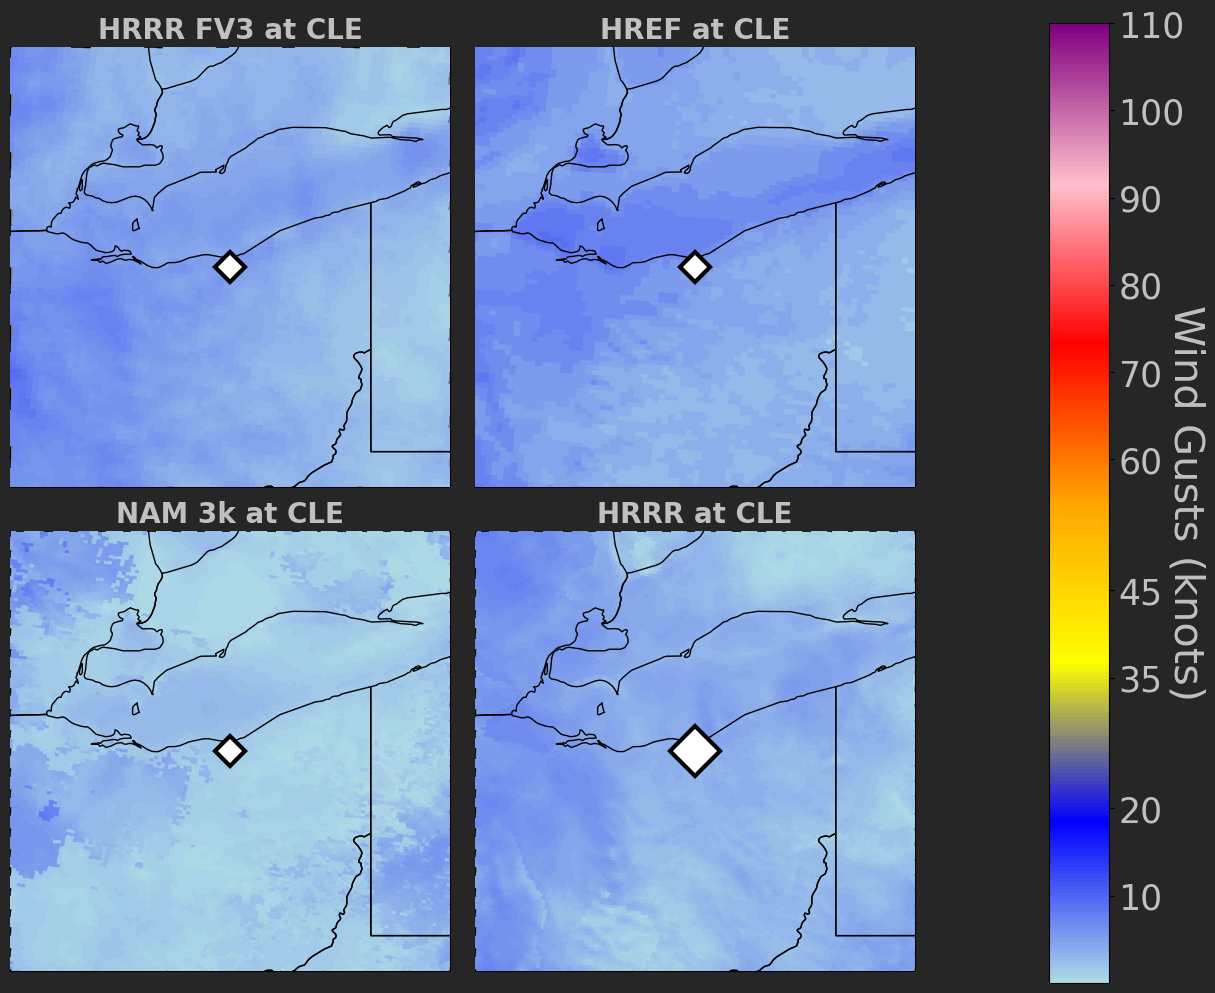 HRRR FV3 at CLE
HREF at CLE
NAM 3k at CLE
HRRR at CLE
110
100
90
80
70
60
45
35
20
10
Wind Gusts (knots)